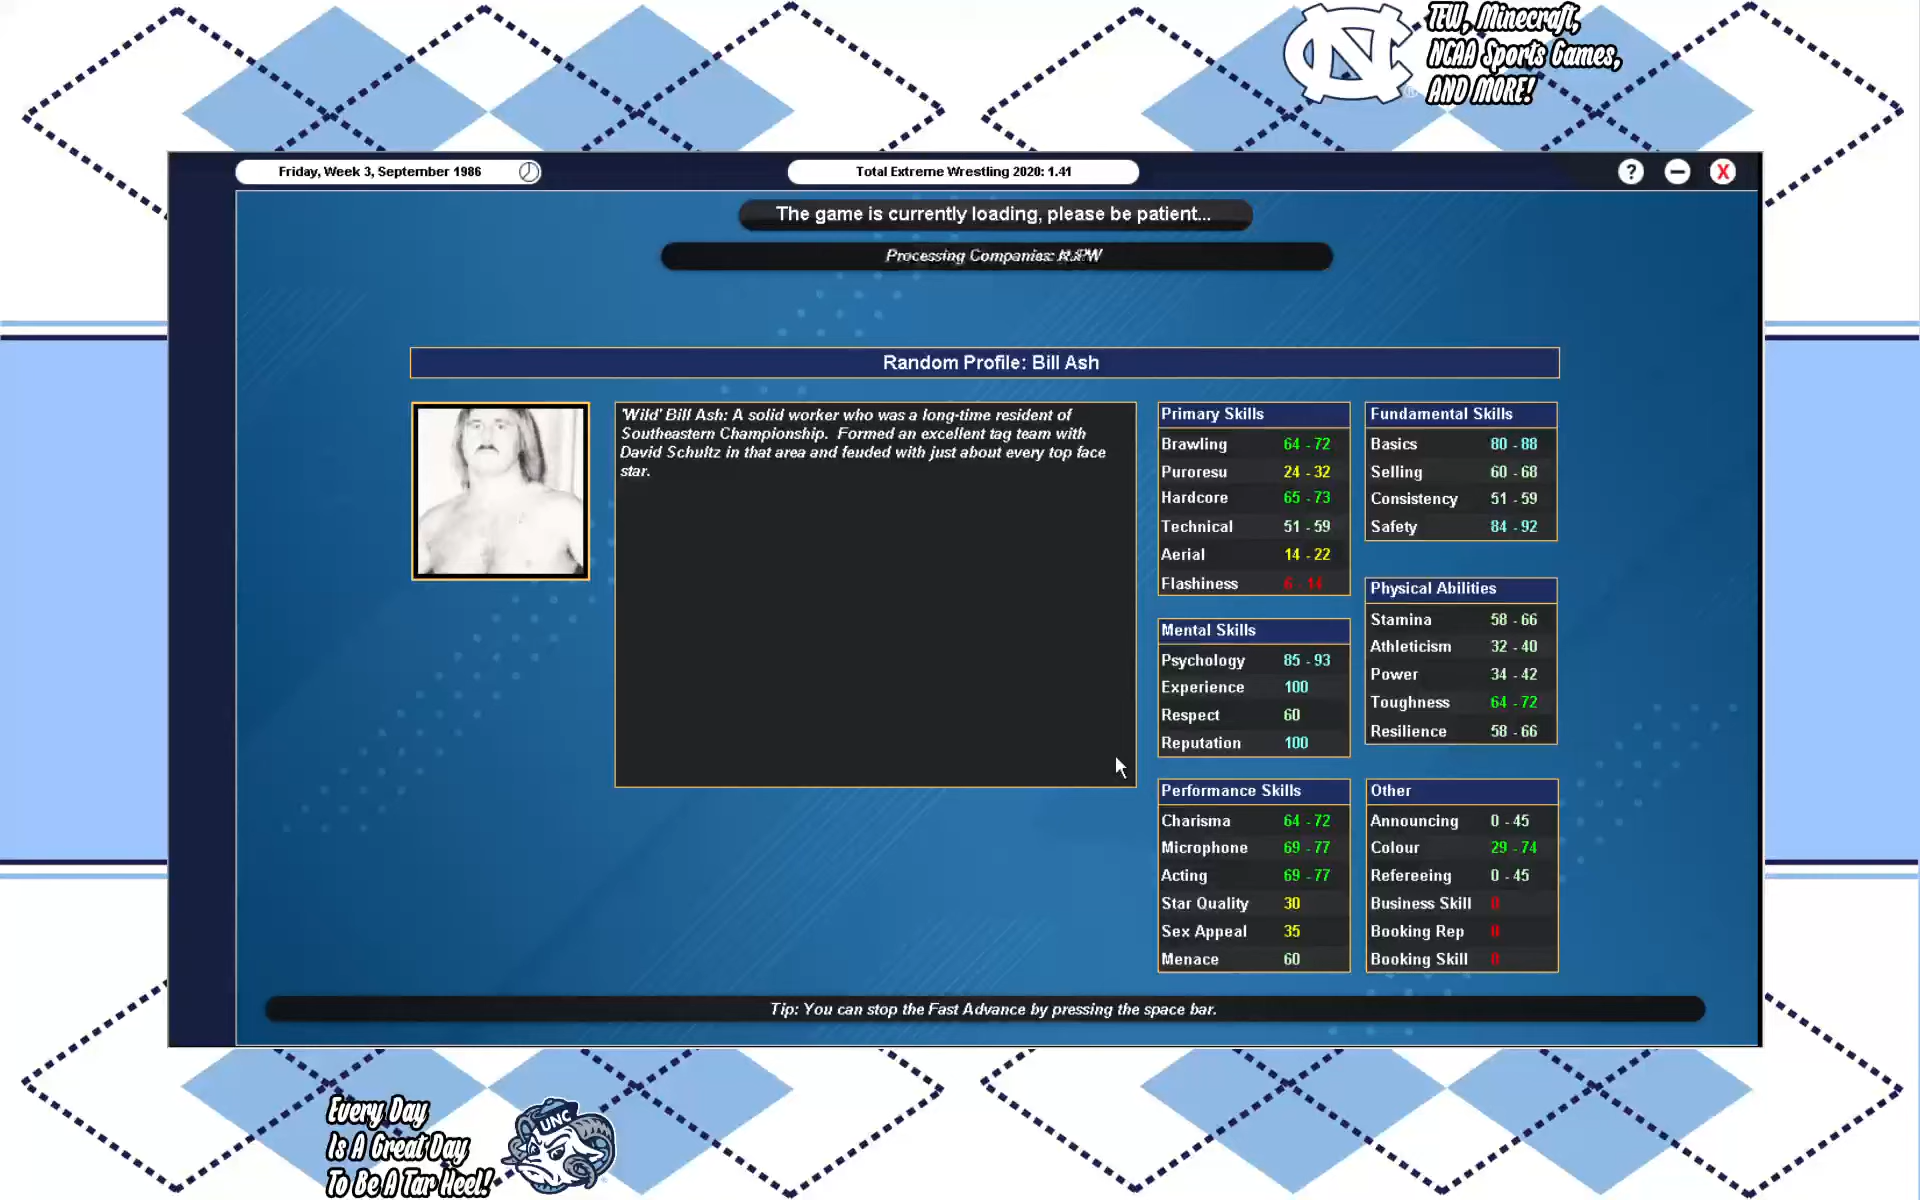 TEW, Minecraft,
NCAA Sports Games,
AND MORE!
NC
Friday, Week 3, September 1986
Total Extreme Wrestling 2020: 1.41
?
X
The game is currently loading, please be patient...
Processing Companies:
Random Profile: Bill Ash
'Wild' Bill Ash: A solid worker who was a long-time resident of
Southeastern Championship. Formed an excellent tag team with
David Schultz in that area and feuded with just about every top face
star.
Primary Skills
Brawling 64 - 72
Puroresu 24 - 32
Hardcore 65 - 73
Technical 51 - 59
Aerial 14 - 22
Flashiness 6 - 14
Mental Skills
Psychology 85 - 93
Experience 100
Respect 60
Reputation 100
Performance Skills
Charisma 64 - 72
Microphone 69 - 77
Acting 69 - 77
Star Quality 30
Sex Appeal 35
Menace 60
Fundamental Skills
Basics 80 - 88
Selling 60 - 68
Consistency 51 - 59
Safety 84 - 92
Physical Abilities
Stamina 58 - 66
Athleticism 32 - 40
Power 34 - 42
Toughness 64 - 72
Resilience 58 - 66
Other
Announcing 0 - 45
Colour 29 - 74
Refereeing 0 - 45
Business Skill 0
Booking Rep 0
Booking Skill 0
Tip: You can stop the Fast Advance by pressing the space bar.
Every Day
Is A Great Day
To Be A Tar Heel!
UNC